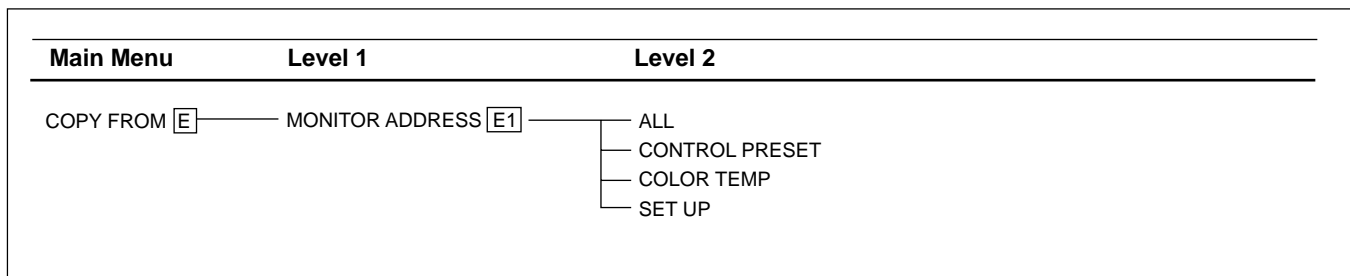 Main Menu Level 1 Level 2
COPY FROM E MONITOR ADDRESS E1 ALL
CONTROL PRESET
COLOR TEMP
SET UP